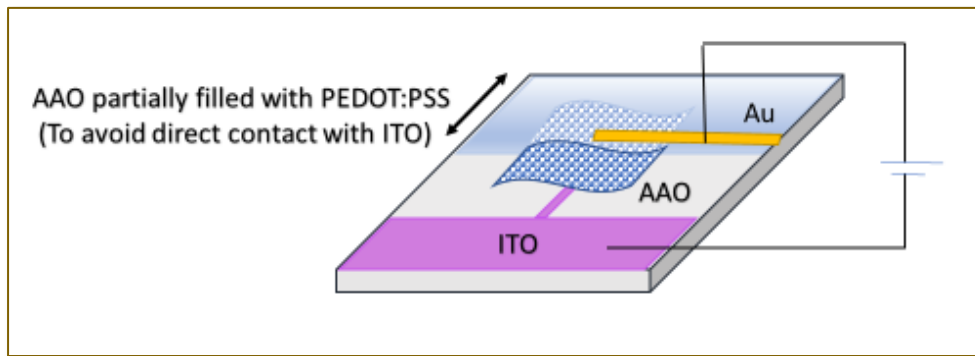 AAO partially filled with PEDOT:PSS
(To avoid direct contact with ITO)
Au
AAO
ITO